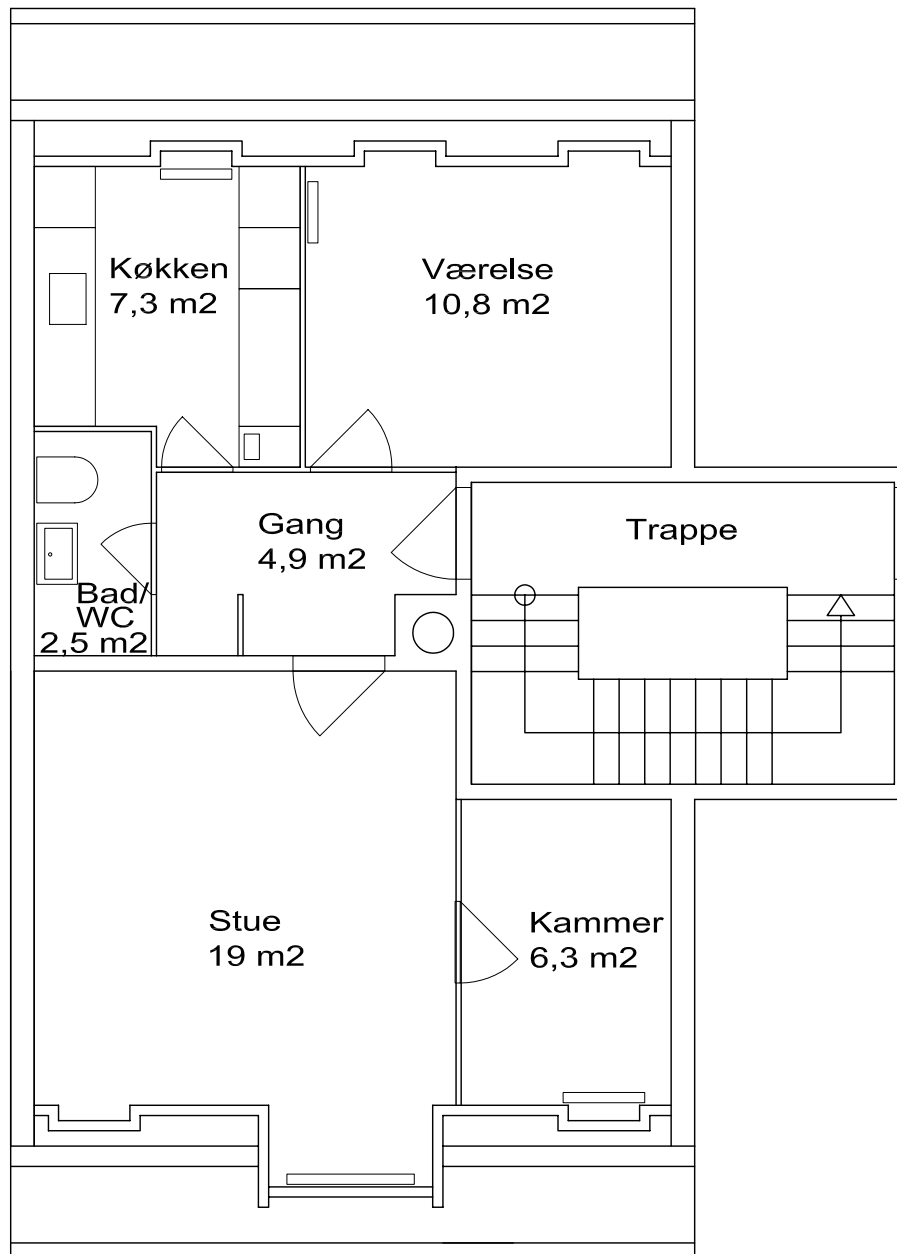 Køkken
7,3 m2
Værelse
10,8 m2
Gang
4,9 m2
Trappe
Bad/
WC
2,5 m2
Stue
19 m2
Kammer
6,3 m2